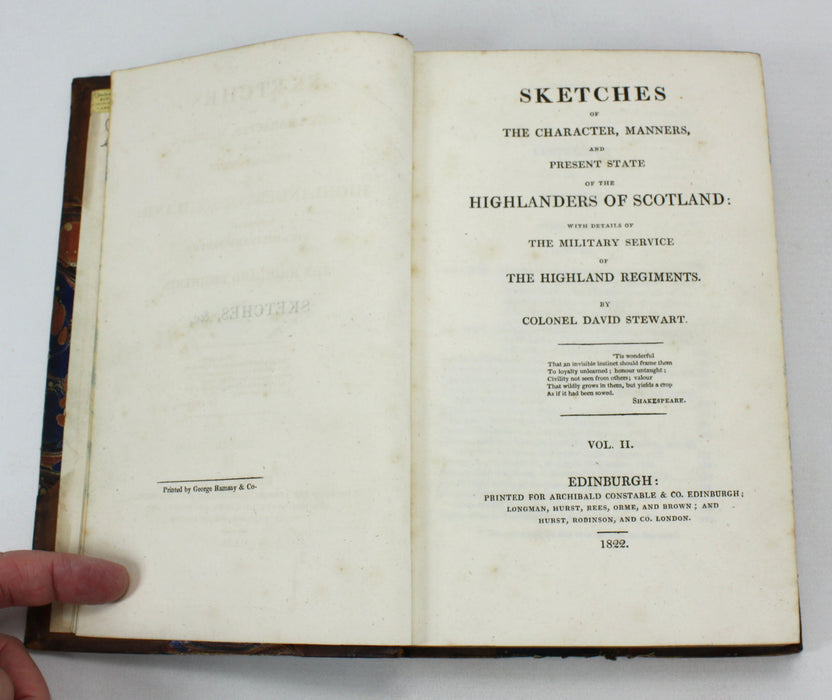 Printed by George Ramsay & Co.
SKETCHES
OF
THE CHARACTER, MANNERS,
AND
PRESENT STATE
OF THE
HIGHLANDERS OF SCOTLAND:
WITH DETAILS OF
THE MILITARY SERVICE
OF
THE HIGHLAND REGIMENTS.
BY
COLONEL DAVID STEWART.
'Tis wonderful
That an invisible instinct should frame them
To loyalty unlearned; honour untaught;
Civility not seen from others; valour
That wildly grows in them, but yields a crop
As if it had been sowed.
SHAKESPEARE.
VOL. II.
EDINBURGH:
PRINTED FOR ARCHIBALD CONSTABLE & CO. EDINBURGH;
LONGMAN, HURST, REES, ORME, AND BROWN; AND
HURST, ROBINSON, AND CO. LONDON.
1822.